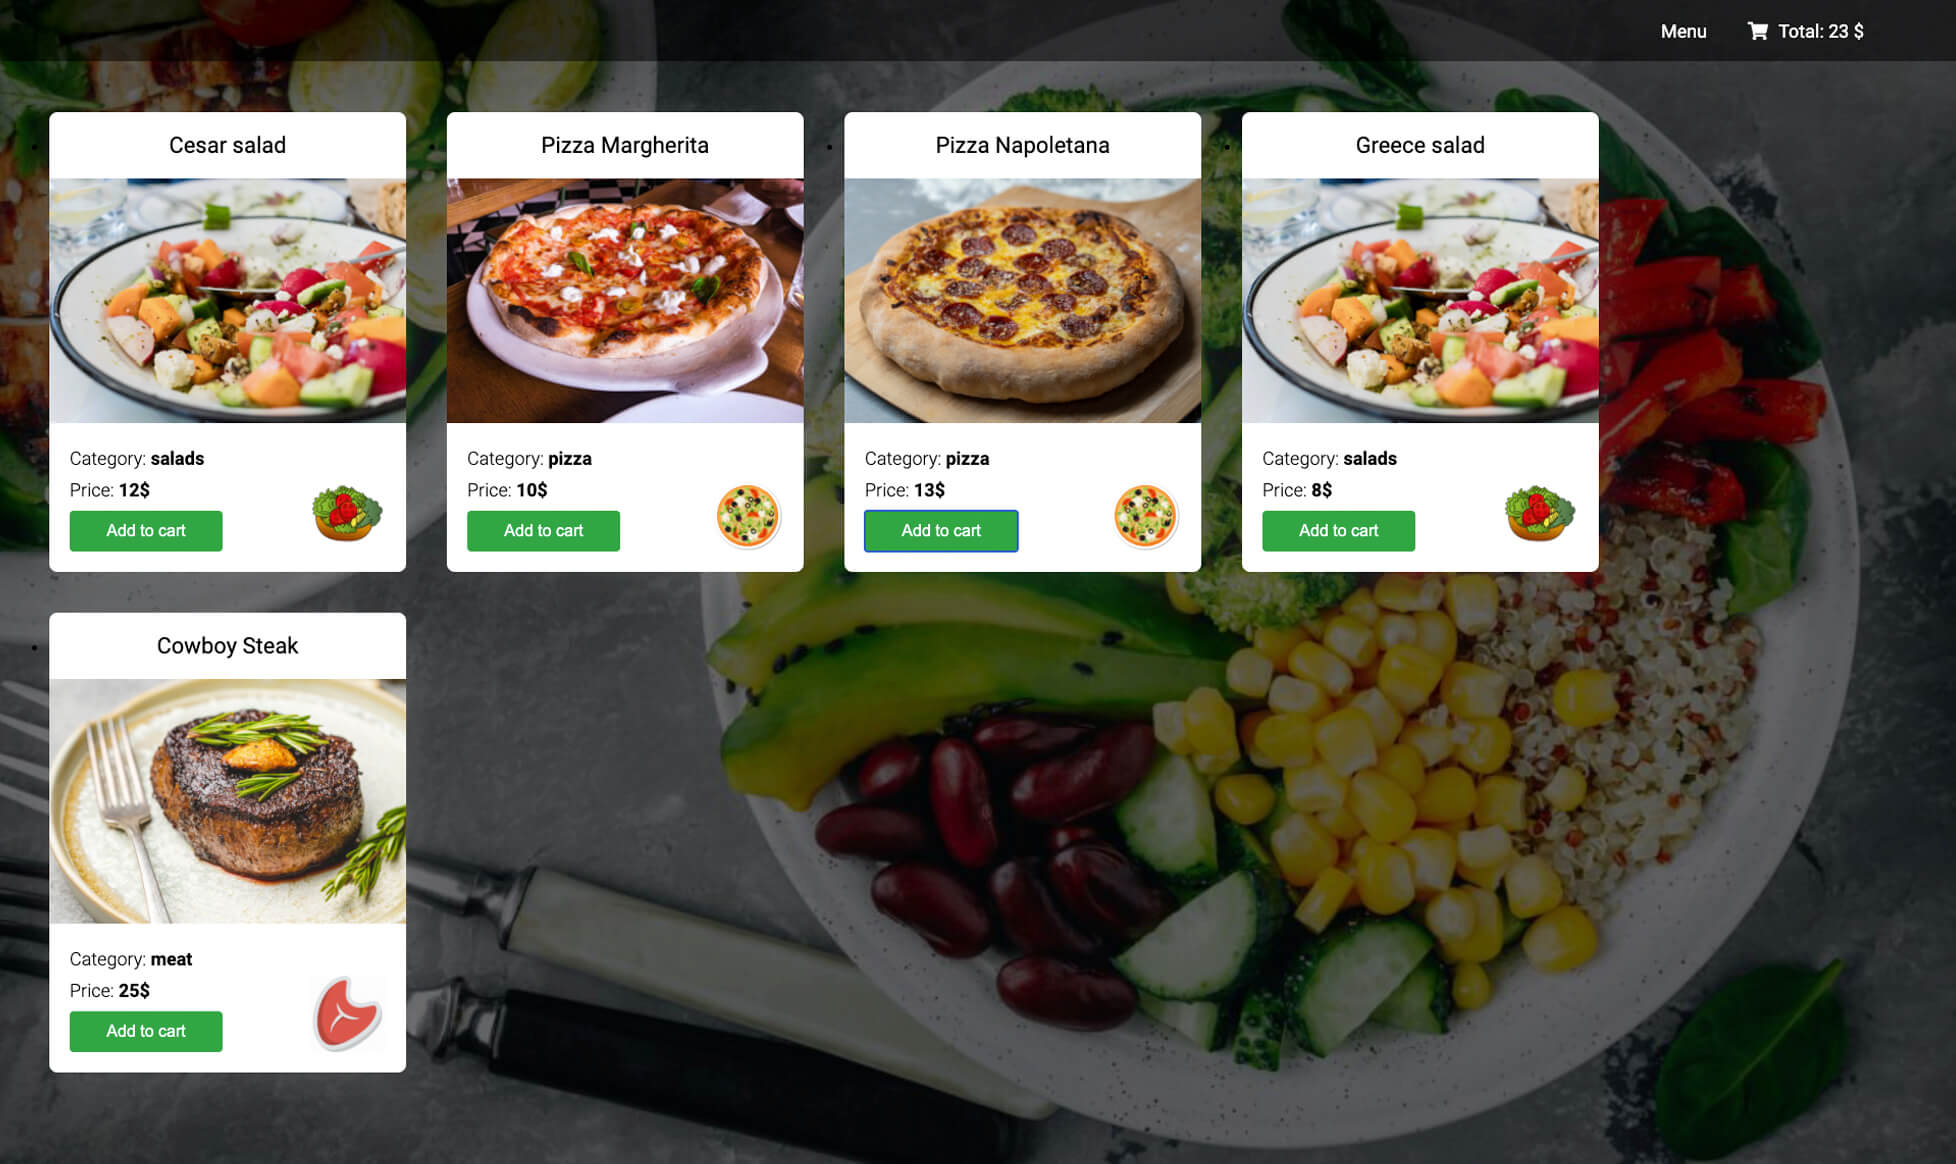 Menu
Total: 23 $
Cesar salad
Category: salads
Price: 12$
Add to cart
Pizza Margherita
Category: pizza
Price: 10$
Add to cart
Pizza Napoletana
Category: pizza
Price: 13$
Add to cart
Greece salad
Category: salads
Price: 8$
Add to cart
Cowboy Steak
Category: meat
Price: 25$
Add to cart